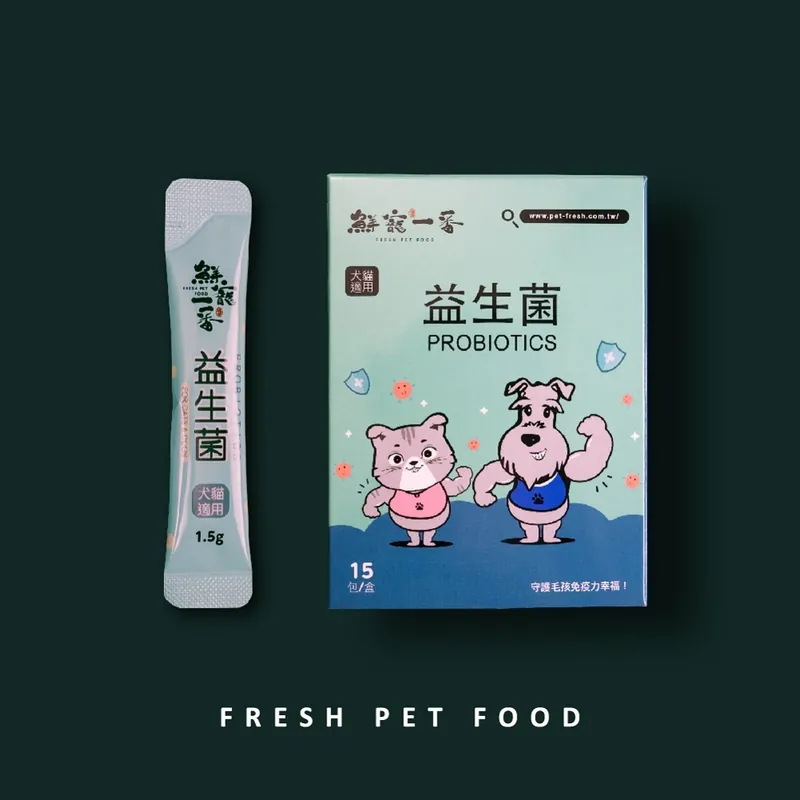 鮮寵一番
FRESH PET
FOOD
益生菌
PROBIOTICS
犬貓
適用
1.5g
鮮寵一番
FRESH PET FOOD
www.pet-fresh.com.tw/
犬貓
適用
益生菌
PROBIOTICS
15
包/盒
守護毛孩免疫力幸福！
FRESH PET FOOD